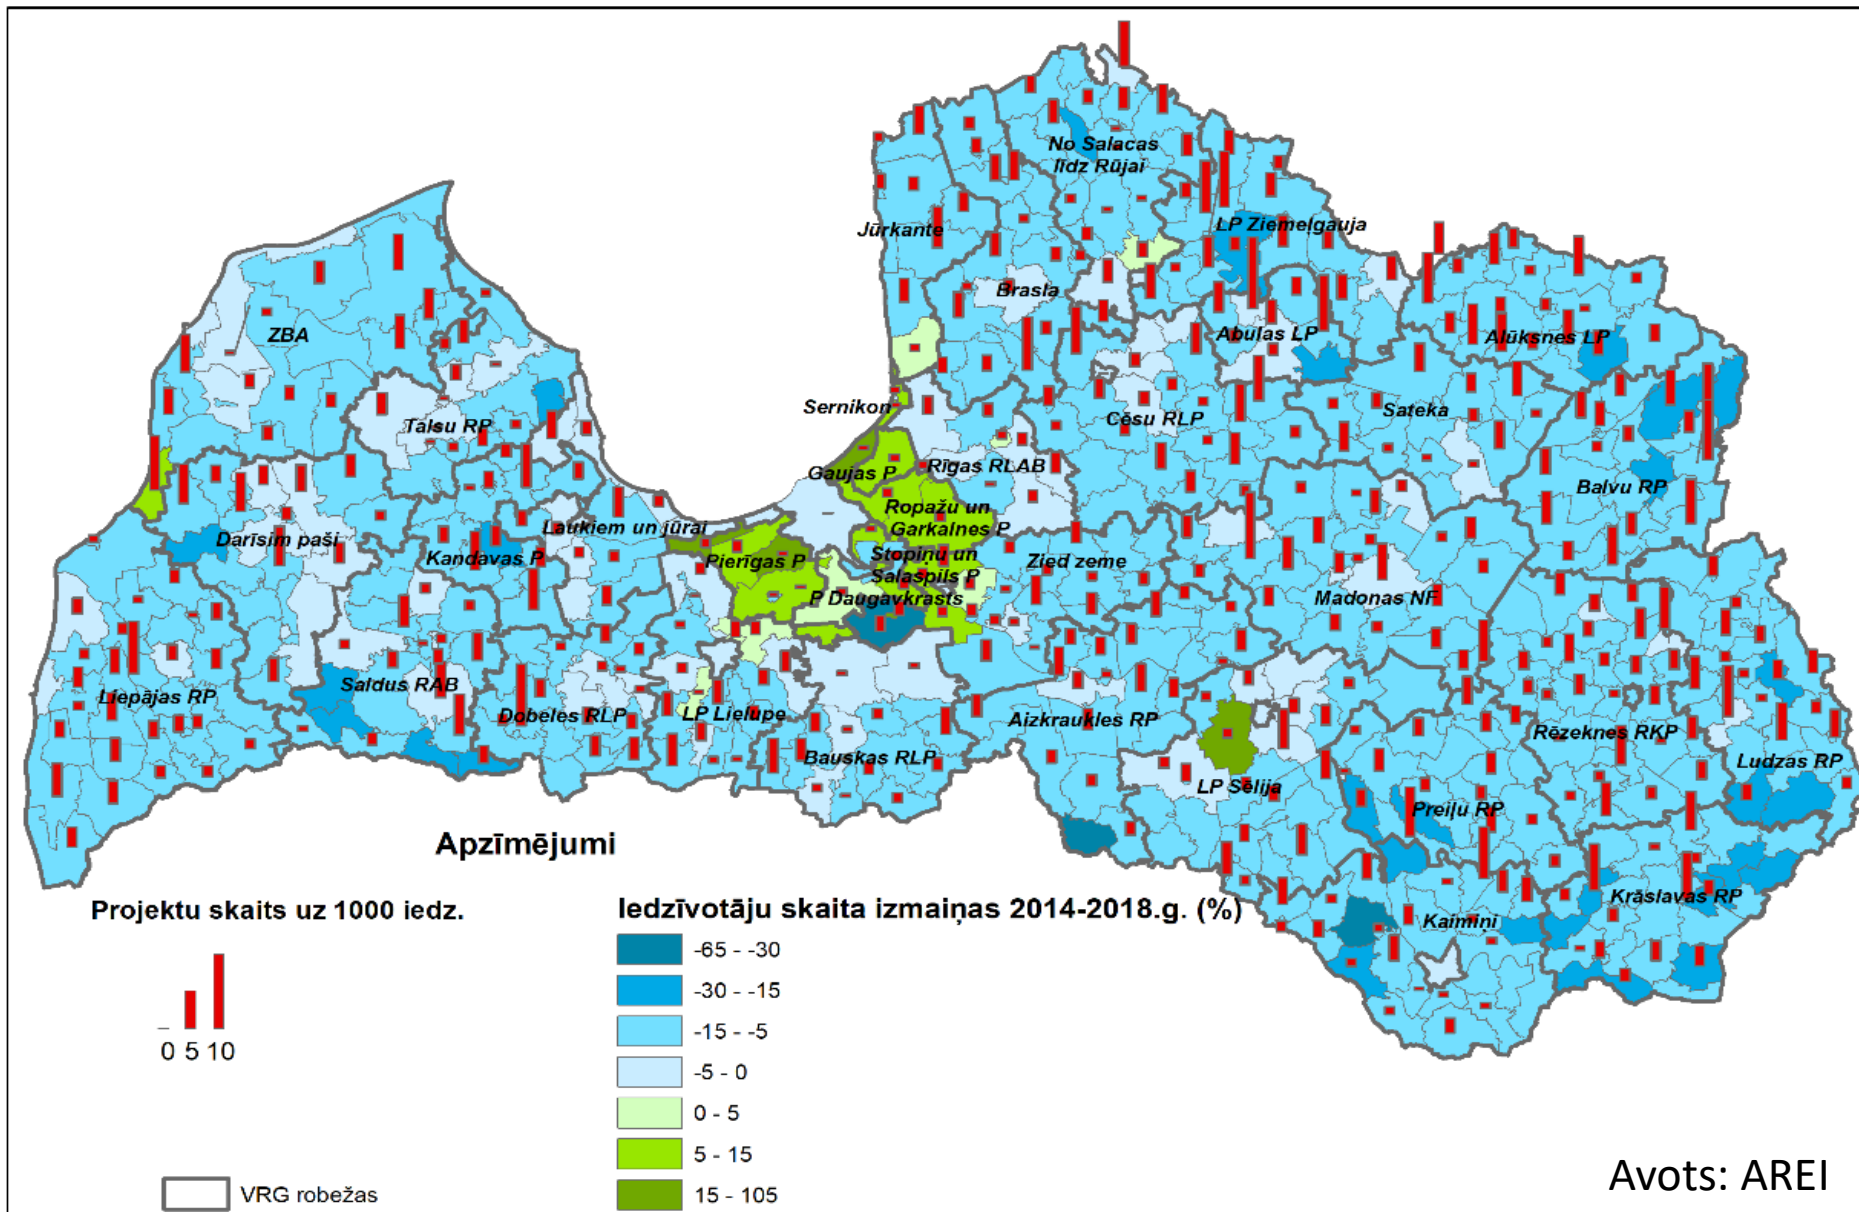 No Salacas
līdz Rūjai
Jūrkante
LP Ziemeļgauja
Brasla
ZBA
Abulas LP
Alūksnes LP
Sernikon
Talsu RP
Cēsu RLP
Sateka
Gaujas P
Rīgas RLAB
Balvu RP
Ropažu un
Garkalnes P
Laukiem un jūrai
Darīsim paši
Kandavas P
Pierīgas P
Stopiņu un
Salaspils P
Zied zeme
P Daugavkrasts
Madonas NF
Liepājas RP
Saldus RAB
Dobeles RLP
LP Lielupe
Aizkraukles RP
Rēzeknes RKP
Bauskas RLP
Ludzas RP
LP Sēlija
Preiļu RP
Krāslavas RP
Kaimiņi
Apzīmējumi
Projektu skaits uz 1000 iedz.
0 5 10
VRG robežas
Iedzīvotāju skaita izmaiņas 2014-2018.g. (%)
-65 - -30
-30 - -15
-15 - -5
-5 - 0
0 - 5
5 - 15
15 - 105
Avots: AREI